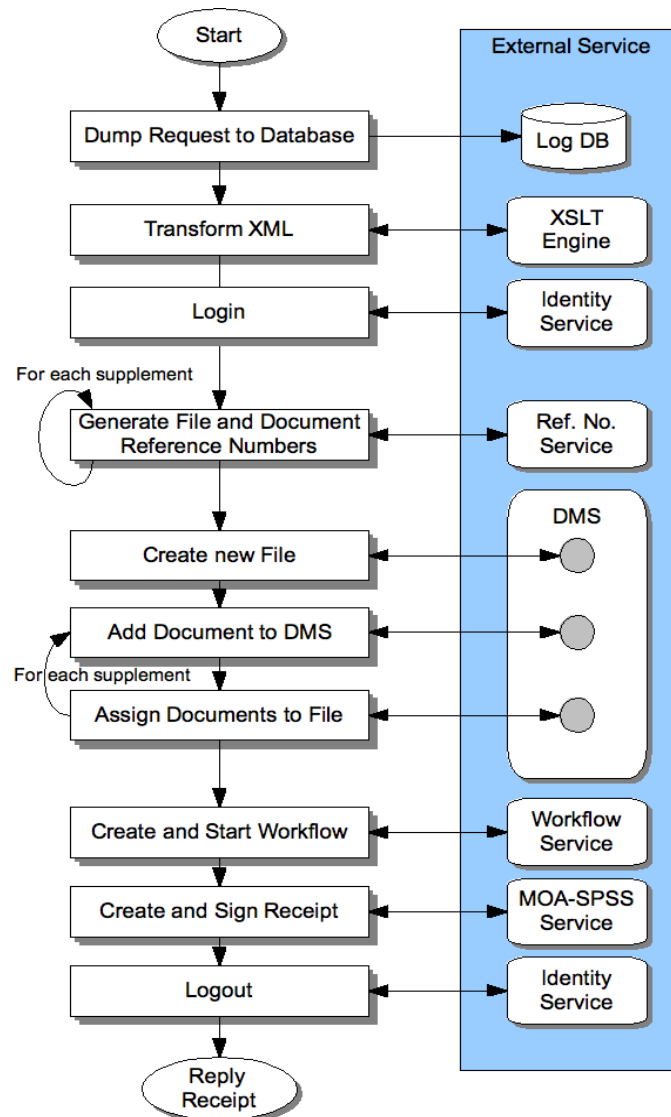 Start
External Service
Dump Request to Database
Log DB
Transform XML
XSLT
Engine
Login
Identity
Service
For each supplement
Generate File and Document
Reference Numbers
Ref. No.
Service
DMS
Create new File
Add Document to DMS
For each supplement
Assign Documents to File
Create and Start Workflow
Workflow
Service
Create and Sign Receipt
MOA-SPSS
Service
Logout
Identity
Service
Reply
Receipt